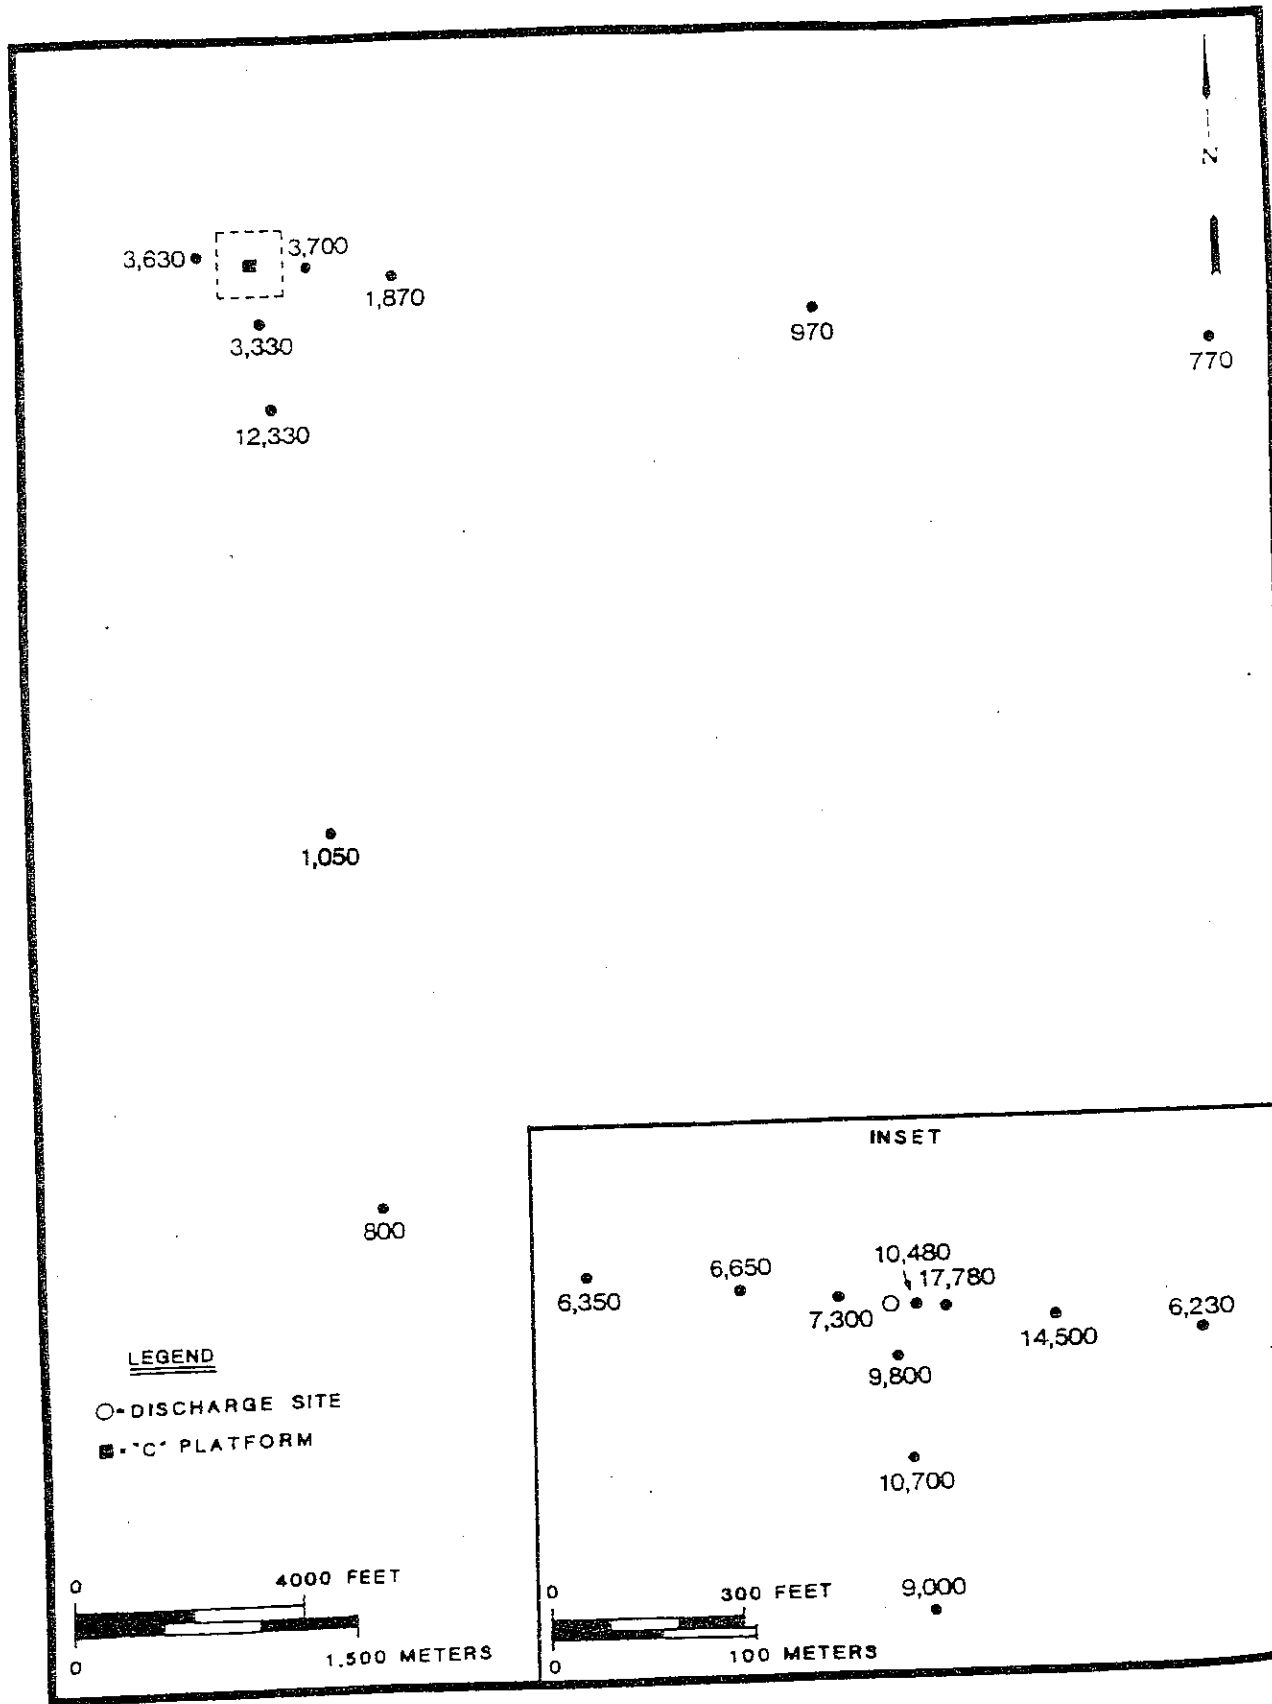 N
3,630
3,700
1,870
970
770
3,330
12,330
1,050
800
INSET
10,480
6,650
17,780
6,350
7,300
6,230
14,500
9,800
10,700
9,000
LEGEND
O=DISCHARGE SITE
■="C" PLATFORM
0 4000 FEET
0 1,500 METERS
0 300 FEET
0 100 METERS